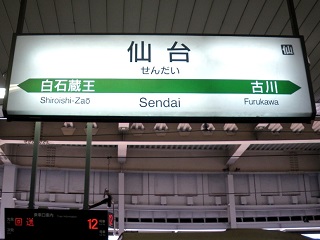 仙台
仙
せんだい
白石蔵王
古川
Shiroishi-Zaō
Sendai
Furukawa
回送
12